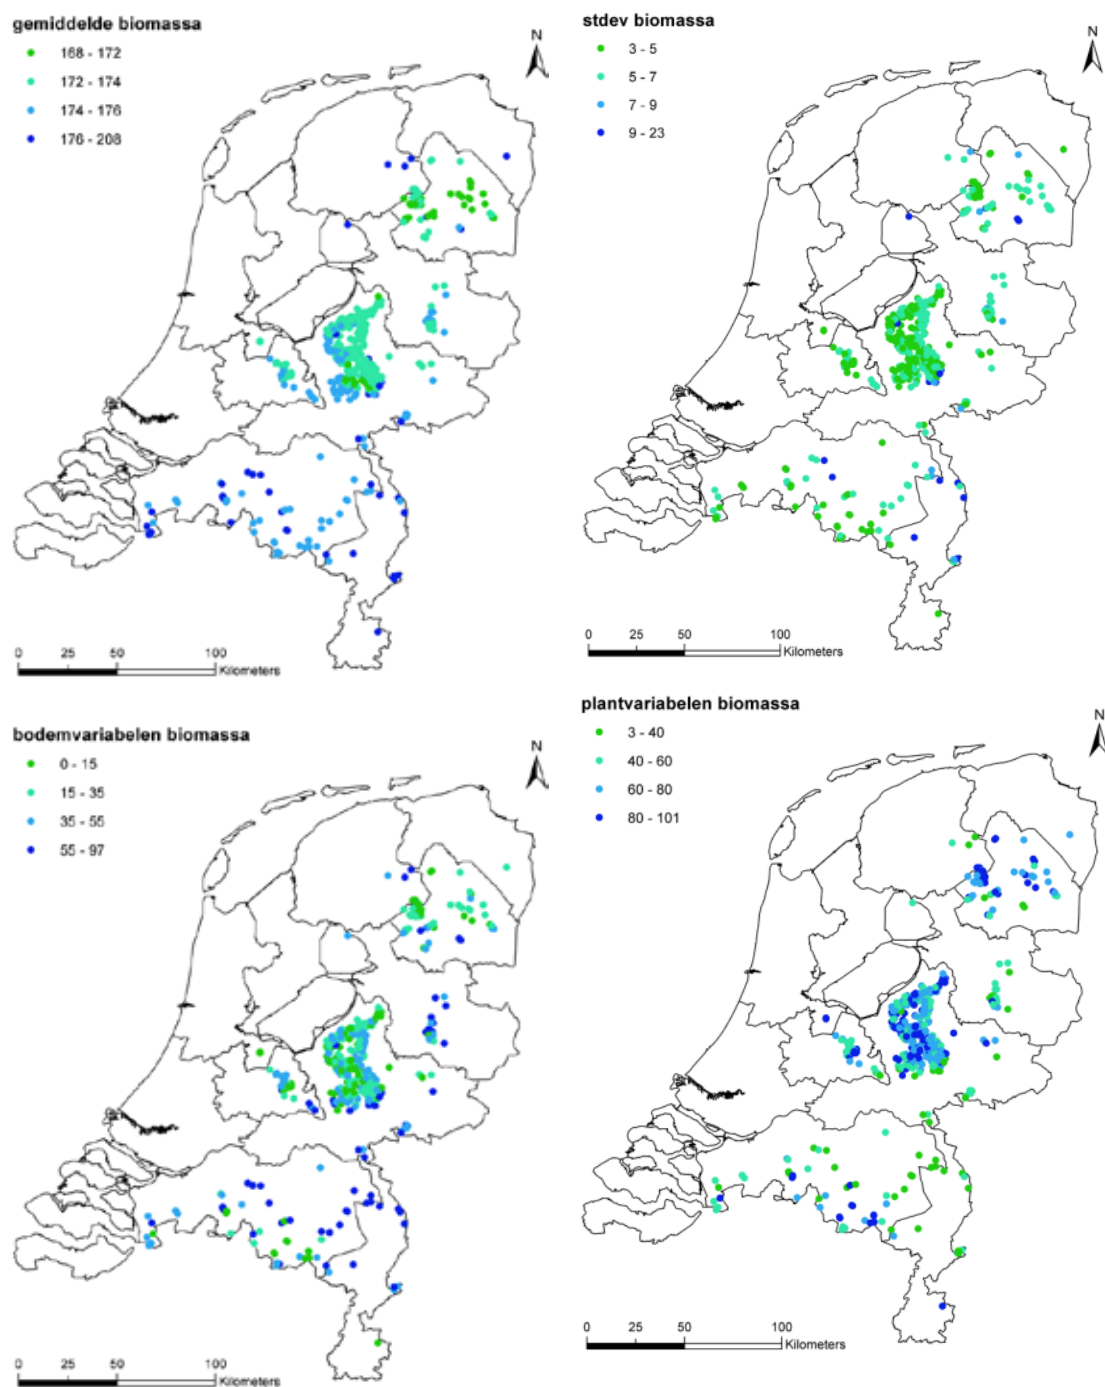 gemiddelde biomassa
168 - 172
172 - 174
174 - 176
176 - 208
N
0 25 50 100
Kilometers
stdev biomassa
3 - 5
5 - 7
7 - 9
9 - 23
N
0 25 50 100
Kilometers
bodemvariabelen biomassa
0 - 15
15 - 35
35 - 55
55 - 97
N
0 25 50 100
Kilometers
plantvariabelen biomassa
3 - 40
40 - 60
60 - 80
80 - 101
N
0 25 50 100
Kilometers